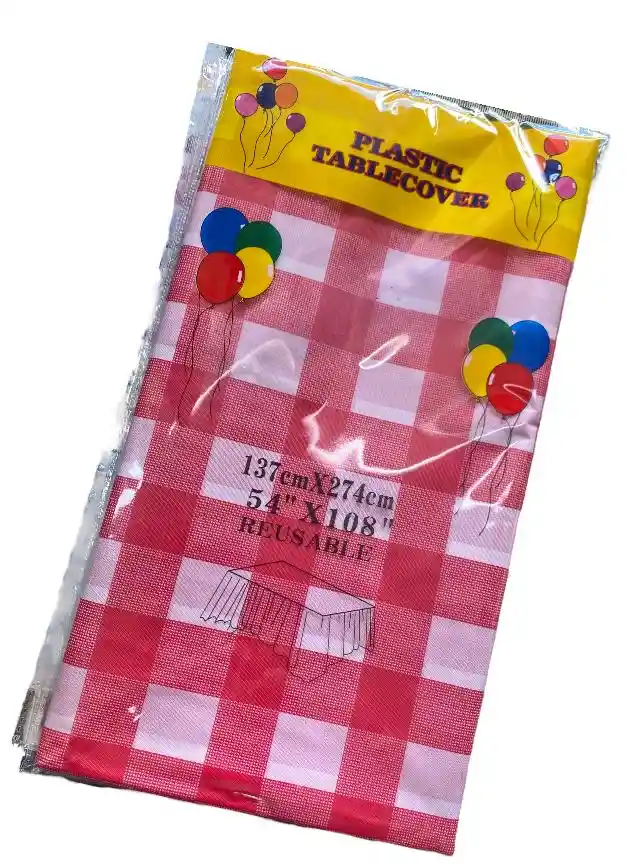 PLASTIC
TABLECOVER
137cmX274cm
54"X108"
REUSABLE